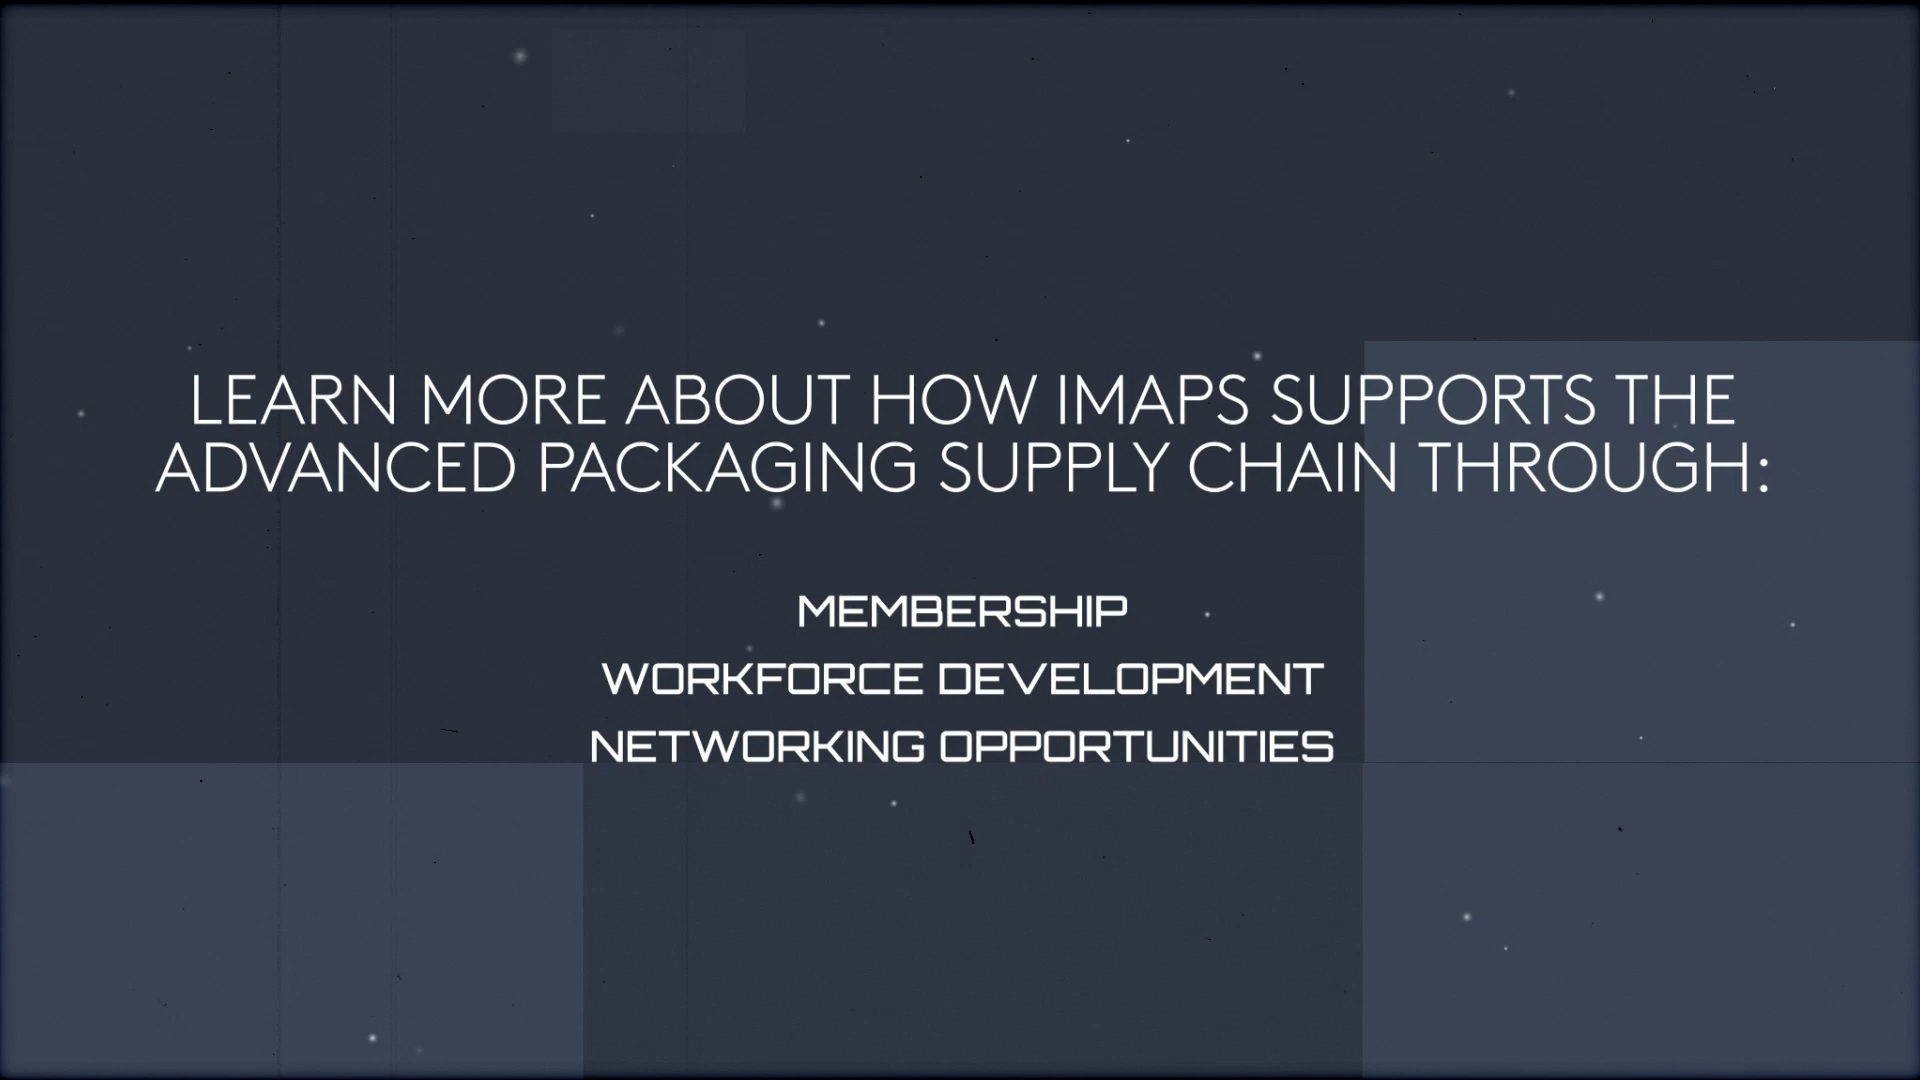 LEARN MORE ABOUT HOW IMAPS SUPPORTS THE
ADVANCED PACKAGING SUPPLY CHAIN THROUGH:
MEMBERSHIP
WORKFORCE DEVELOPMENT
NETWORKING OPPORTUNITIES